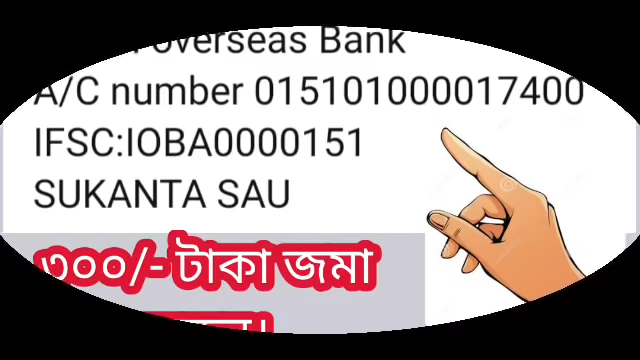 overseas Bank
A/C number 015101000017400
IFSC:IOBA0000151
SUKANTA SAU
৩০০/- টাকা জমা